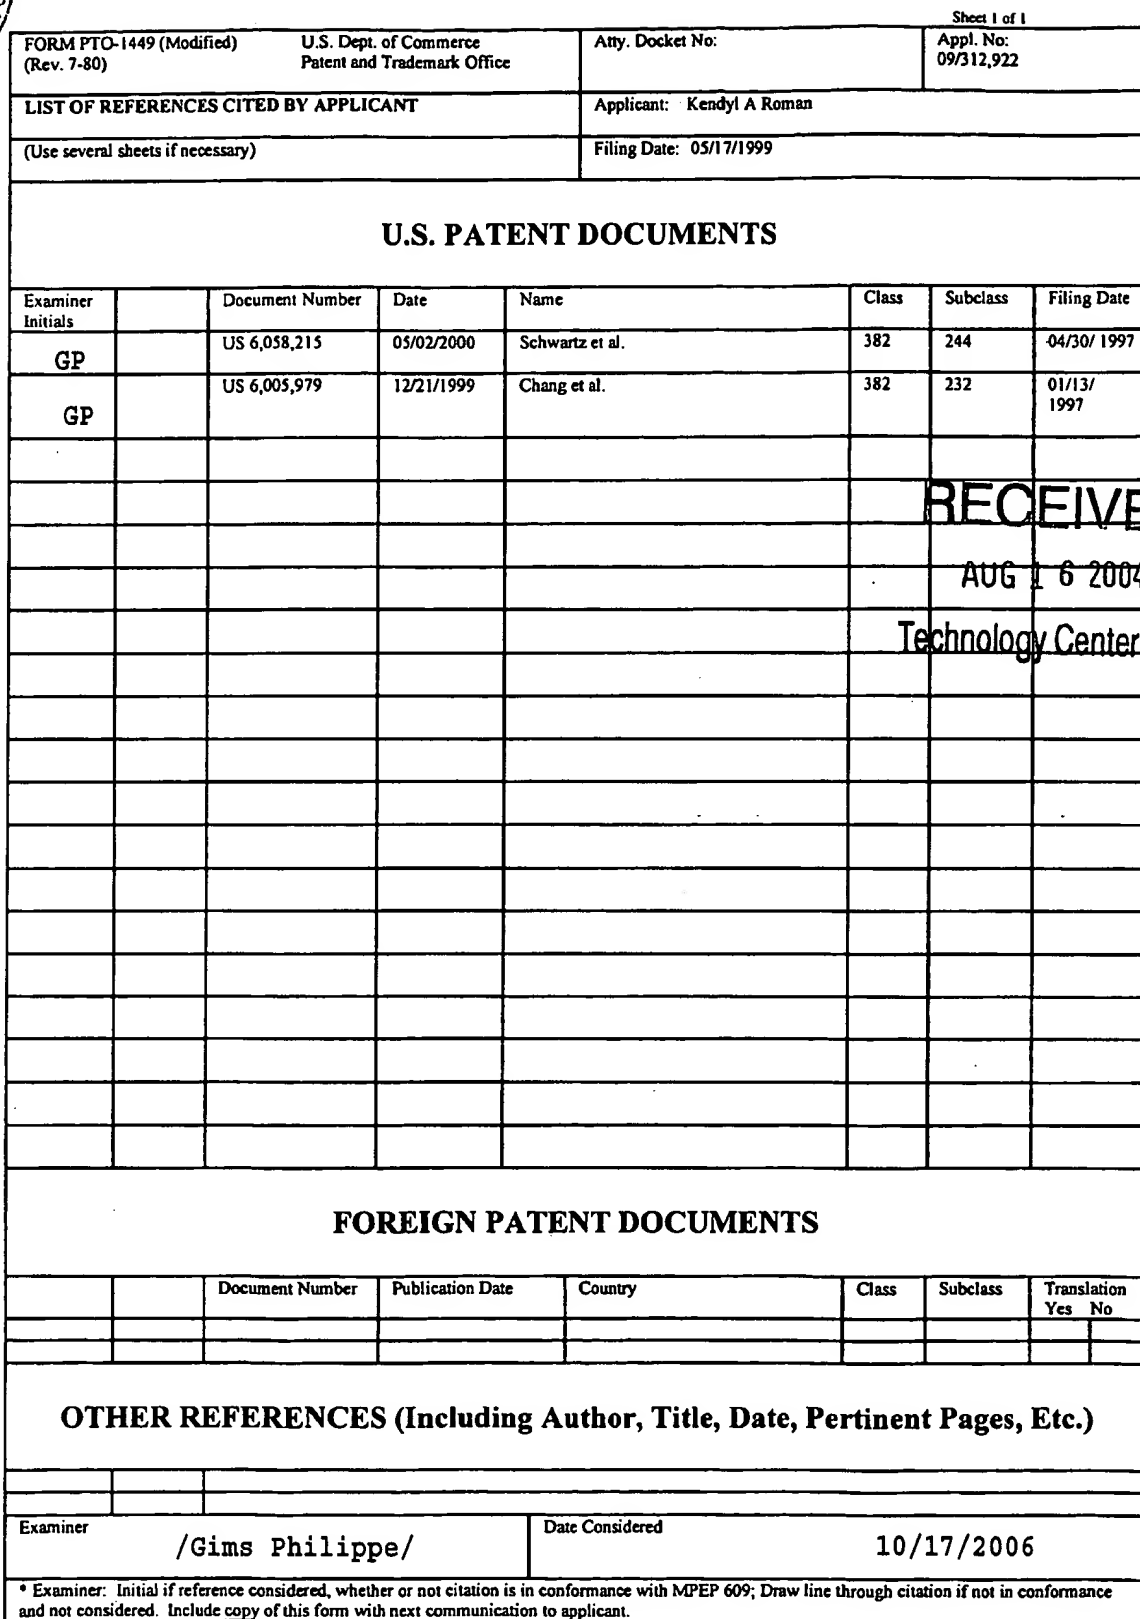 Sheet 1 of 1
FORM PTO-1449 (Modified) U.S. Dept. of Commerce Atty. Docket No: Appl. No:
(Rev. 7-80) Patent and Trademark Office 09/312,922
LIST OF REFERENCES CITED BY APPLICANT Applicant: Kendyl A Roman
(Use several sheets if necessary) Filing Date: 05/17/1999
U.S. PATENT DOCUMENTS
Examiner Document Number Date Name Class Subclass Filing Date
Initials
GP US 6,058,215 05/02/2000 Schwartz et al. 382 244 04/30/ 1997
GP US 6,005,979 12/21/1999 Chang et al. 382 232 01/13/
1997
RECEIVE
AUG 16 2004
Technology Center
FOREIGN PATENT DOCUMENTS
Document Number Publication Date Country Class Subclass Translation
Yes No
OTHER REFERENCES (Including Author, Title, Date, Pertinent Pages, Etc.)
Examiner /Gims Philippe/ Date Considered 10/17/2006
* Examiner: Initial if reference considered, whether or not citation is in conformance with MPEP 609; Draw line through citation if not in conformance
and not considered. Include copy of this form with next communication to applicant.